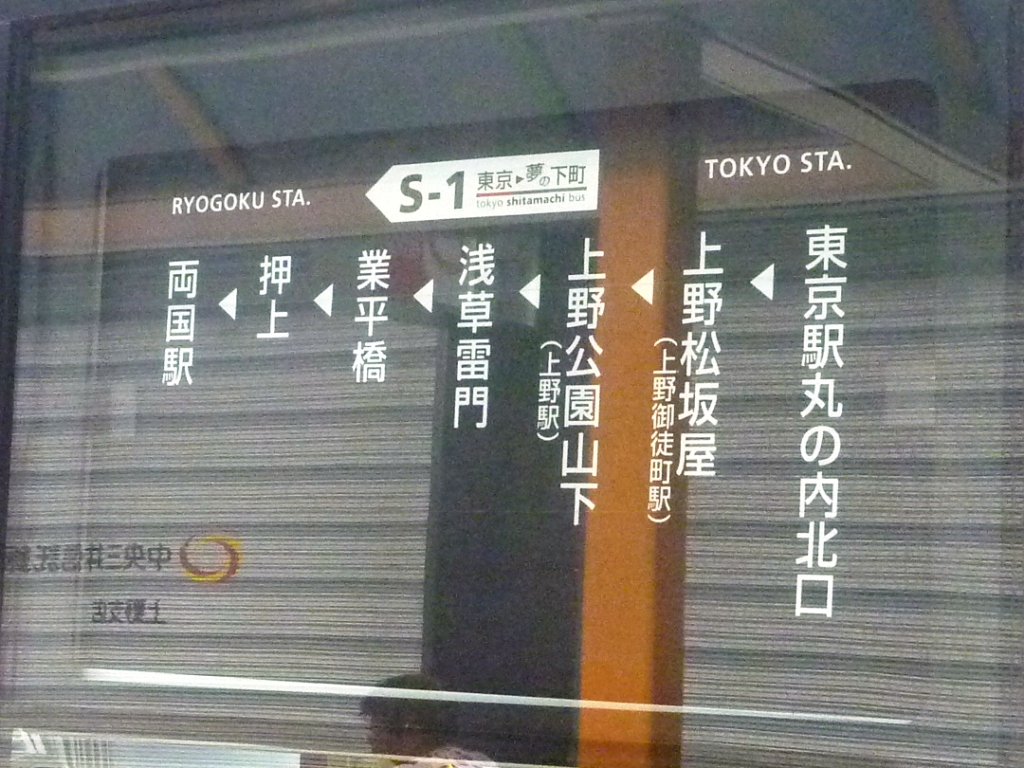 TOKYO STA.
S-1 東京▶夢の下町
tokyo shitamachi bus
RYOGOKU STA.
東京駅丸の内北口
上野松坂屋
(上野御徒町駅)
上野公園山下
(上野駅)
浅草雷門
業平橋
押上
両国駅